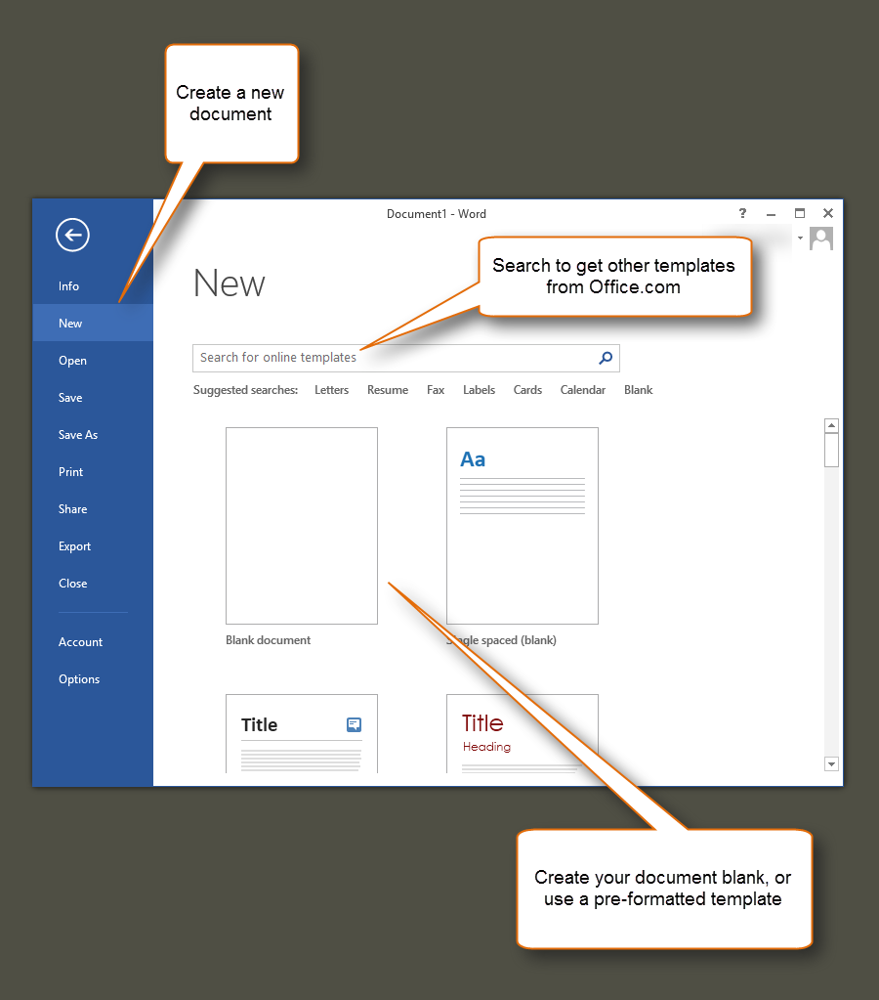 Create a new
document
Document1 - Word
?
Info
New
Open
Save
Save As
Print
Share
Export
Close
Account
Options
New
Search to get other templates
from Office.com
Search for online templates
Suggested searches: Letters Resume Fax Labels Cards Calendar Blank
Aa
Blank document
Single spaced (blank)
Title
Title
Heading
Create your document blank, or
use a pre-formatted template